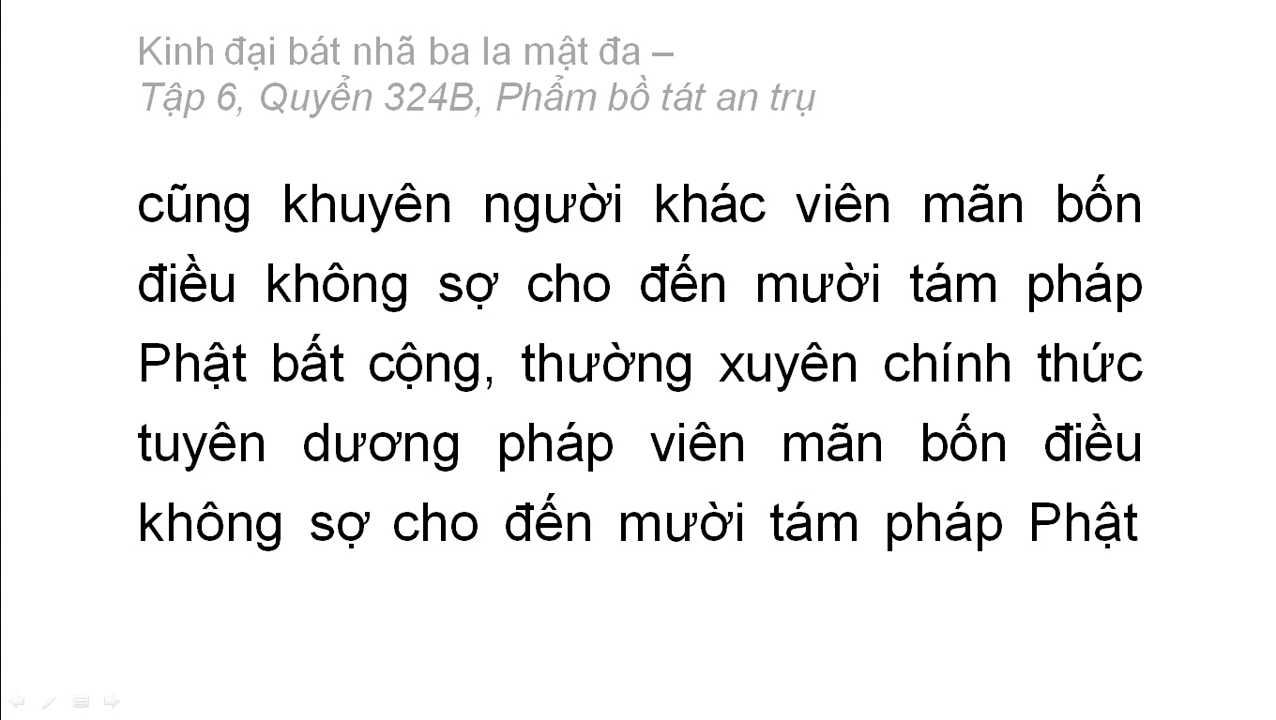 Kinh đại bát nhã ba la mật đa –
Tập 6, Quyển 324B, Phẩm bồ tát an trụ
cũng khuyên người khác viên mãn bốn
điều không sợ cho đến mười tám pháp
Phật bất cộng, thường xuyên chính thức
tuyên dương pháp viên mãn bốn điều
không sợ cho đến mười tám pháp Phật